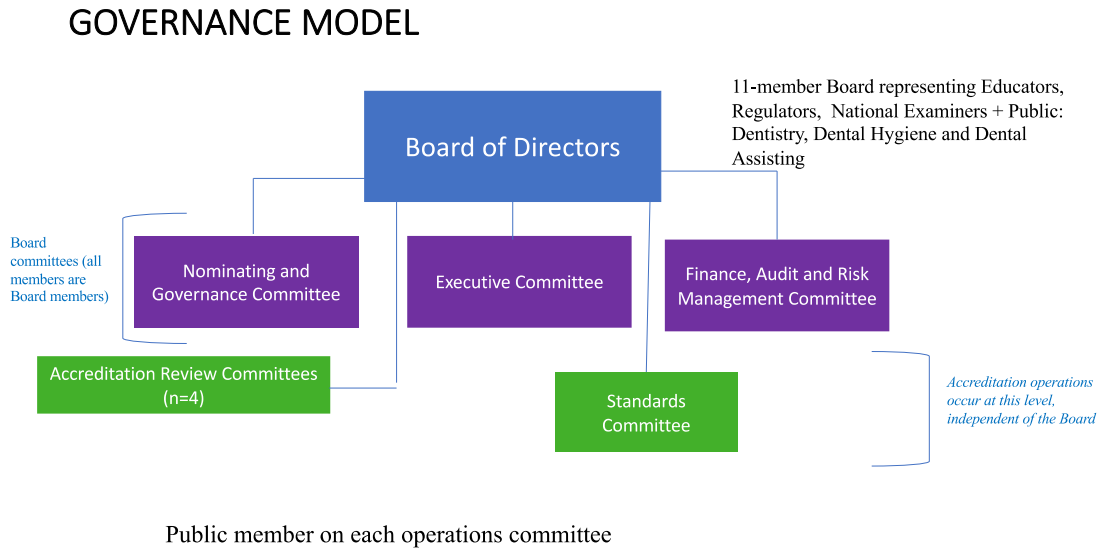 GOVERNANCE MODEL
11-member Board representing Educators,
Regulators, National Examiners + Public:
Dentistry, Dental Hygiene and Dental
Assisting
Board of Directors
Board
committees (all
members are
Board members)
Nominating and
Governance Committee
Executive Committee
Finance, Audit and Risk
Management Committee
Accreditation Review Committees
(n=4)
Standards
Committee
Accreditation operations
occur at this level,
independent of the Board
Public member on each operations committee